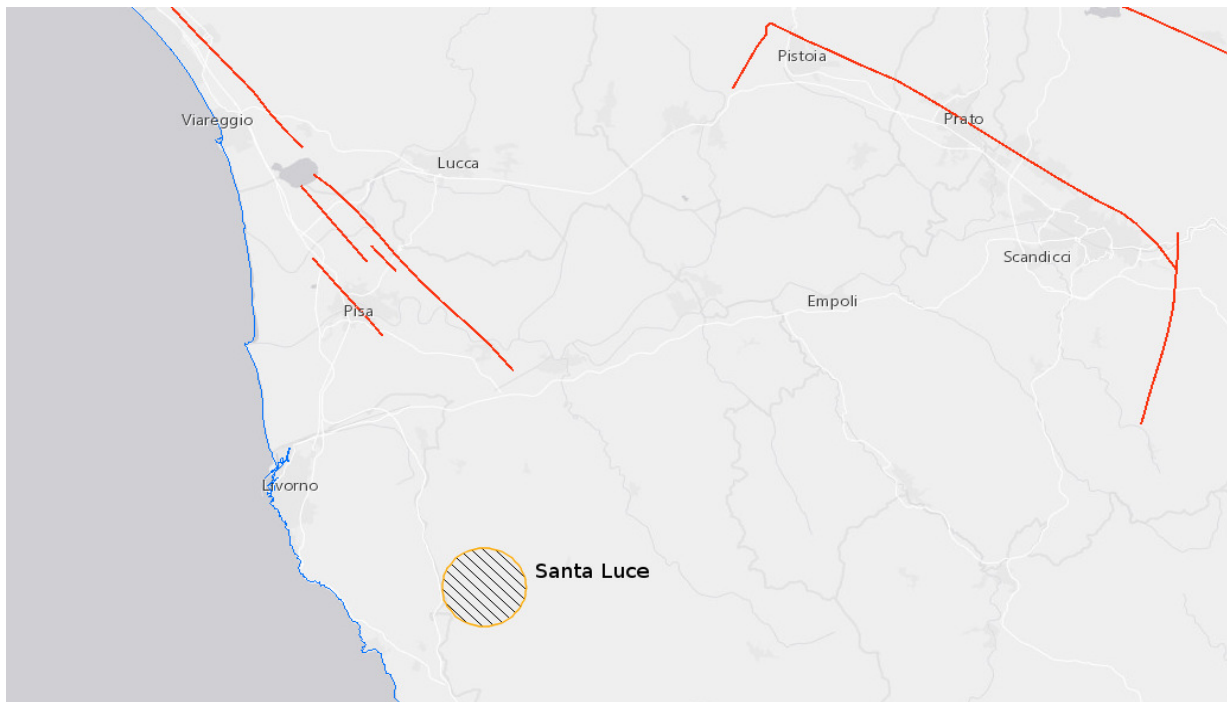 Pistoia
Viareggio
Prato
Lucca
Scandicci
Empoli
Pisa
Livorno
Santa Luce